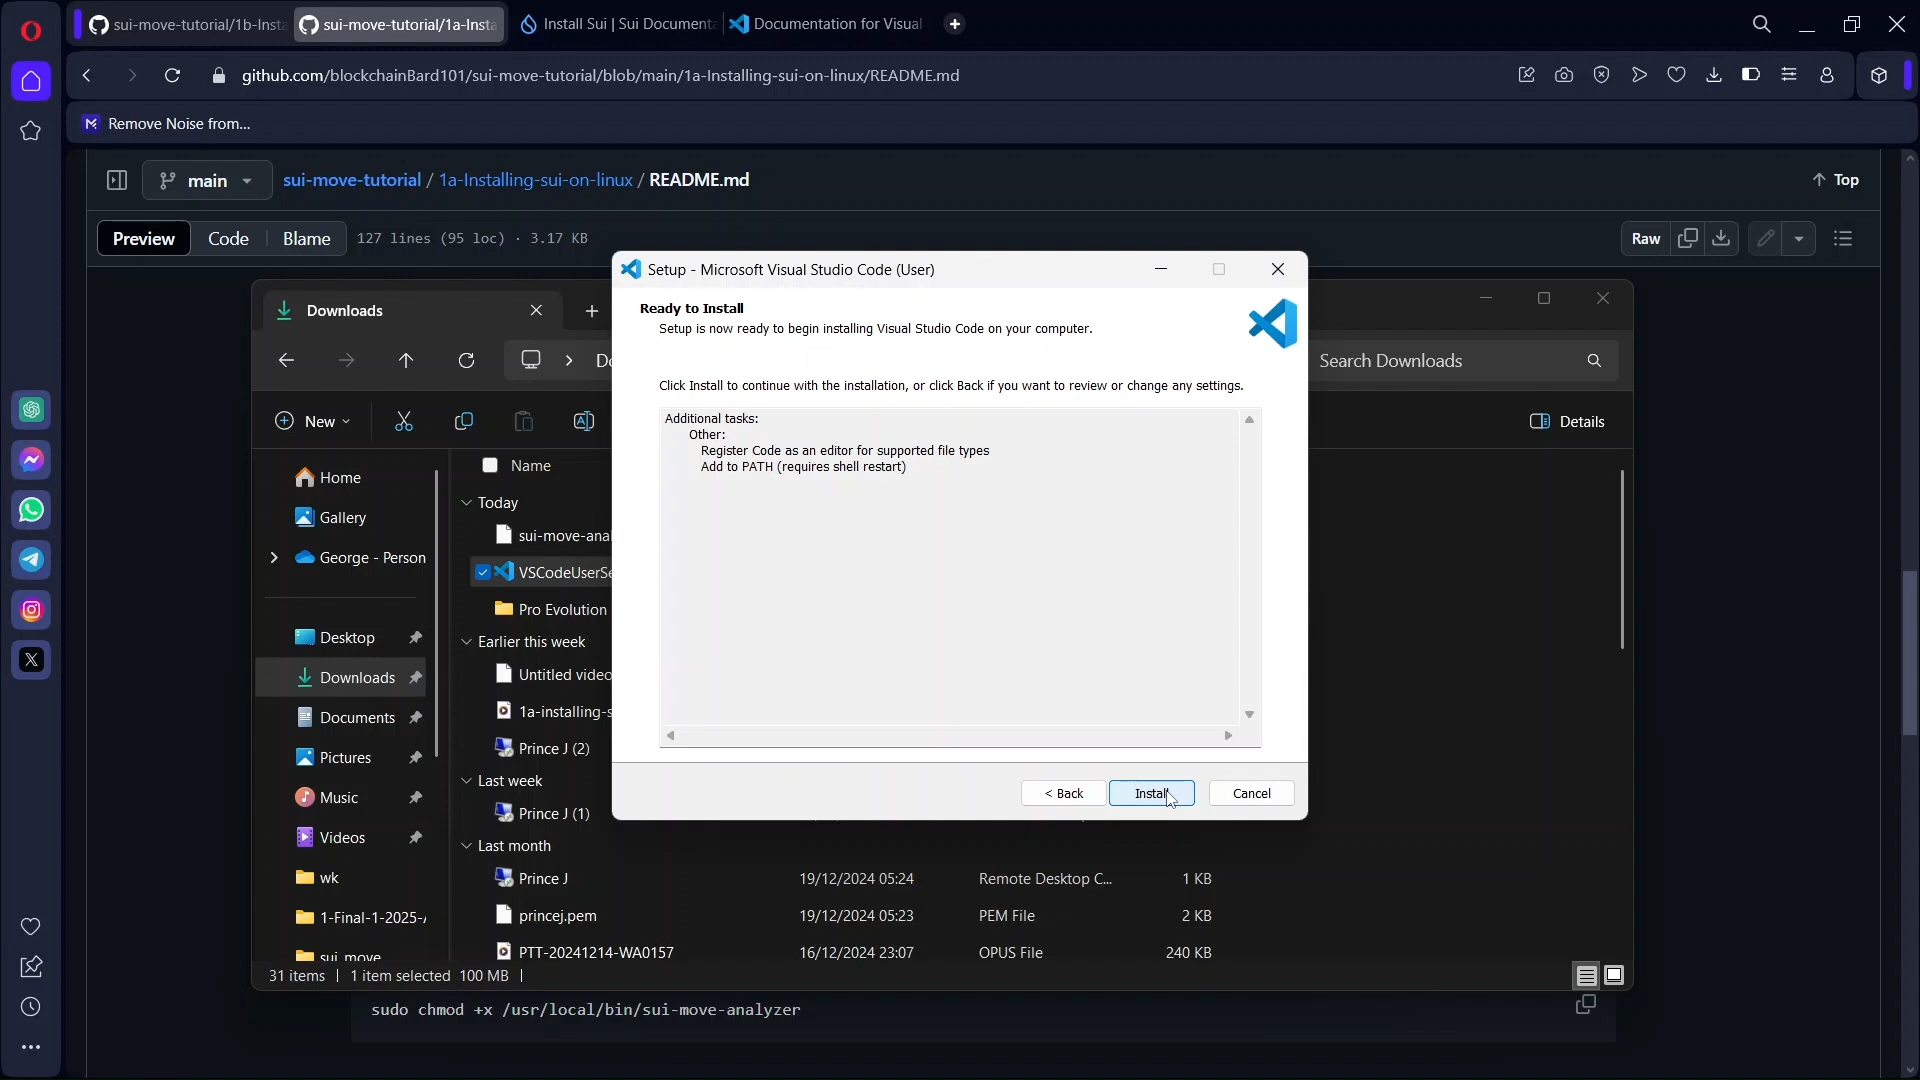 sui-move-tutorial/1b-Insta
sui-move-tutorial/1a-Insta
Install Sui | Sui Documenta
Documentation for Visual
github.com/blockchainBard101/sui-move-tutorial/blob/main/1a-Installing-sui-on-linux/README.md
Remove Noise from...
main
sui-move-tutorial / 1a-Installing-sui-on-linux / README.md
Top
Preview
Code
Blame
127 lines (95 loc) · 3.17 KB
Raw
Downloads
Search Downloads
New
Details
Home
Gallery
George - Person
Desktop
Downloads
Documents
Pictures
Music
Videos
wk
1-Final-1-2025-
sui_move
Name
Today
sui-move-anal
VSCodeUserSe
Pro Evolution
Earlier this week
Untitled video
1a-installing-s
Prince J (2)
Last week
Prince J (1)
Last month
Prince J 19/12/2024 05:24 Remote Desktop C... 1 KB
princej.pem 19/12/2024 05:23 PEM File 2 KB
PTT-20241214-WA0157 16/12/2024 23:07 OPUS File 240 KB
31 items | 1 item selected 100 MB |
Setup - Microsoft Visual Studio Code (User)
Ready to Install
Setup is now ready to begin installing Visual Studio Code on your computer.
Click Install to continue with the installation, or click Back if you want to review or change any settings.
Additional tasks:
Other:
Register Code as an editor for supported file types
Add to PATH (requires shell restart)
< Back
Install
Cancel
sudo chmod +x /usr/local/bin/sui-move-analyzer